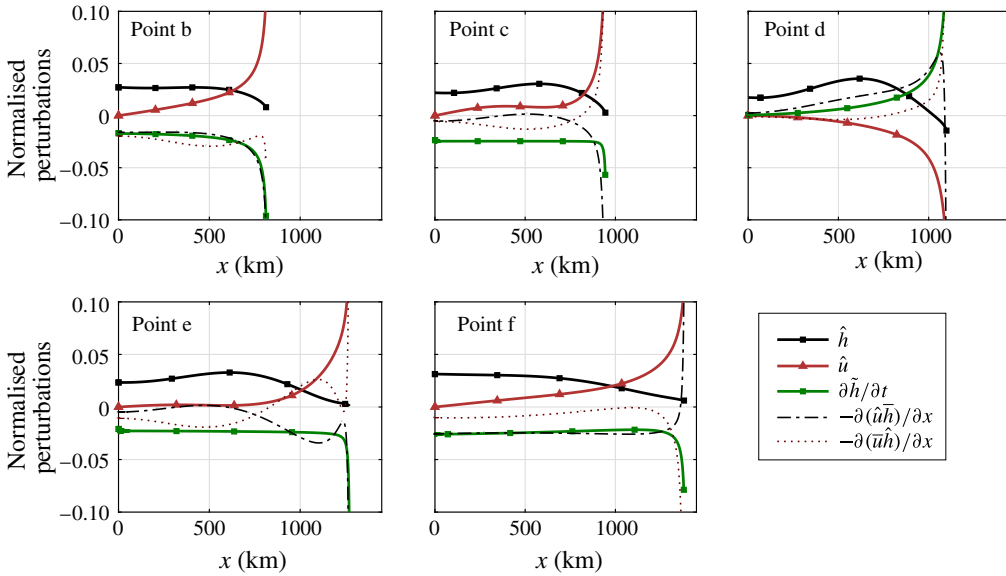 Point b
Point c
Point d
Normalised
perturbations
0.10
0.05
0
−0.05
−0.10
0 500 1000
0 500 1000
0 500 1000
x (km)
x (km)
x (km)
Point e
Point f
Normalised
perturbations
0.10
0.05
0
−0.05
−0.10
0 500 1000
0 500 1000
x (km)
x (km)
ĥ
û
∂h̃/∂t
−∂(ûh̄)/∂x
−∂(ūĥ)/∂x